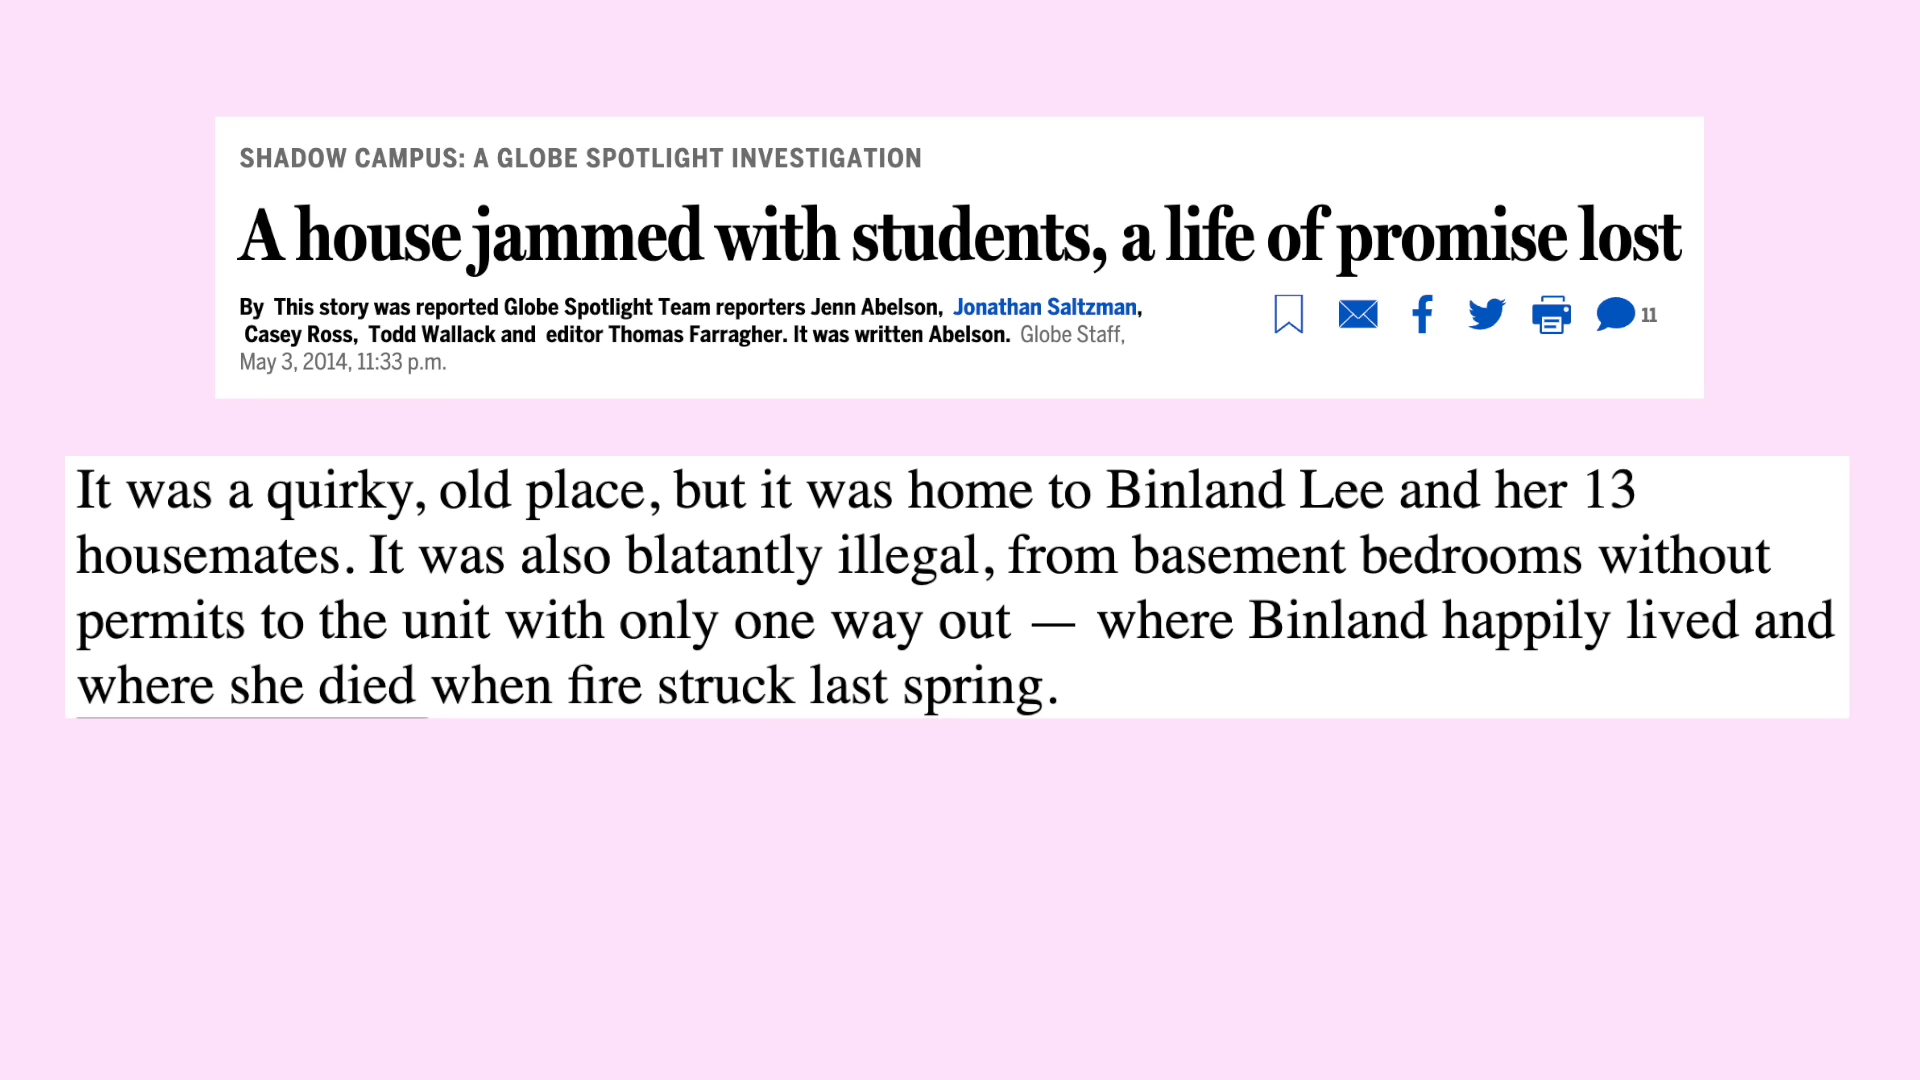 SHADOW CAMPUS: A GLOBE SPOTLIGHT INVESTIGATION
A house jammed with students, a life of promise lost
By This story was reported Globe Spotlight Team reporters Jenn Abelson, Jonathan Saltzman,
Casey Ross, Todd Wallack and editor Thomas Farragher. It was written Abelson. Globe Staff,
May 3, 2014, 11:33 p.m.
11
It was a quirky, old place, but it was home to Binland Lee and her 13
housemates. It was also blatantly illegal, from basement bedrooms without
permits to the unit with only one way out — where Binland happily lived and
where she died when fire struck last spring.